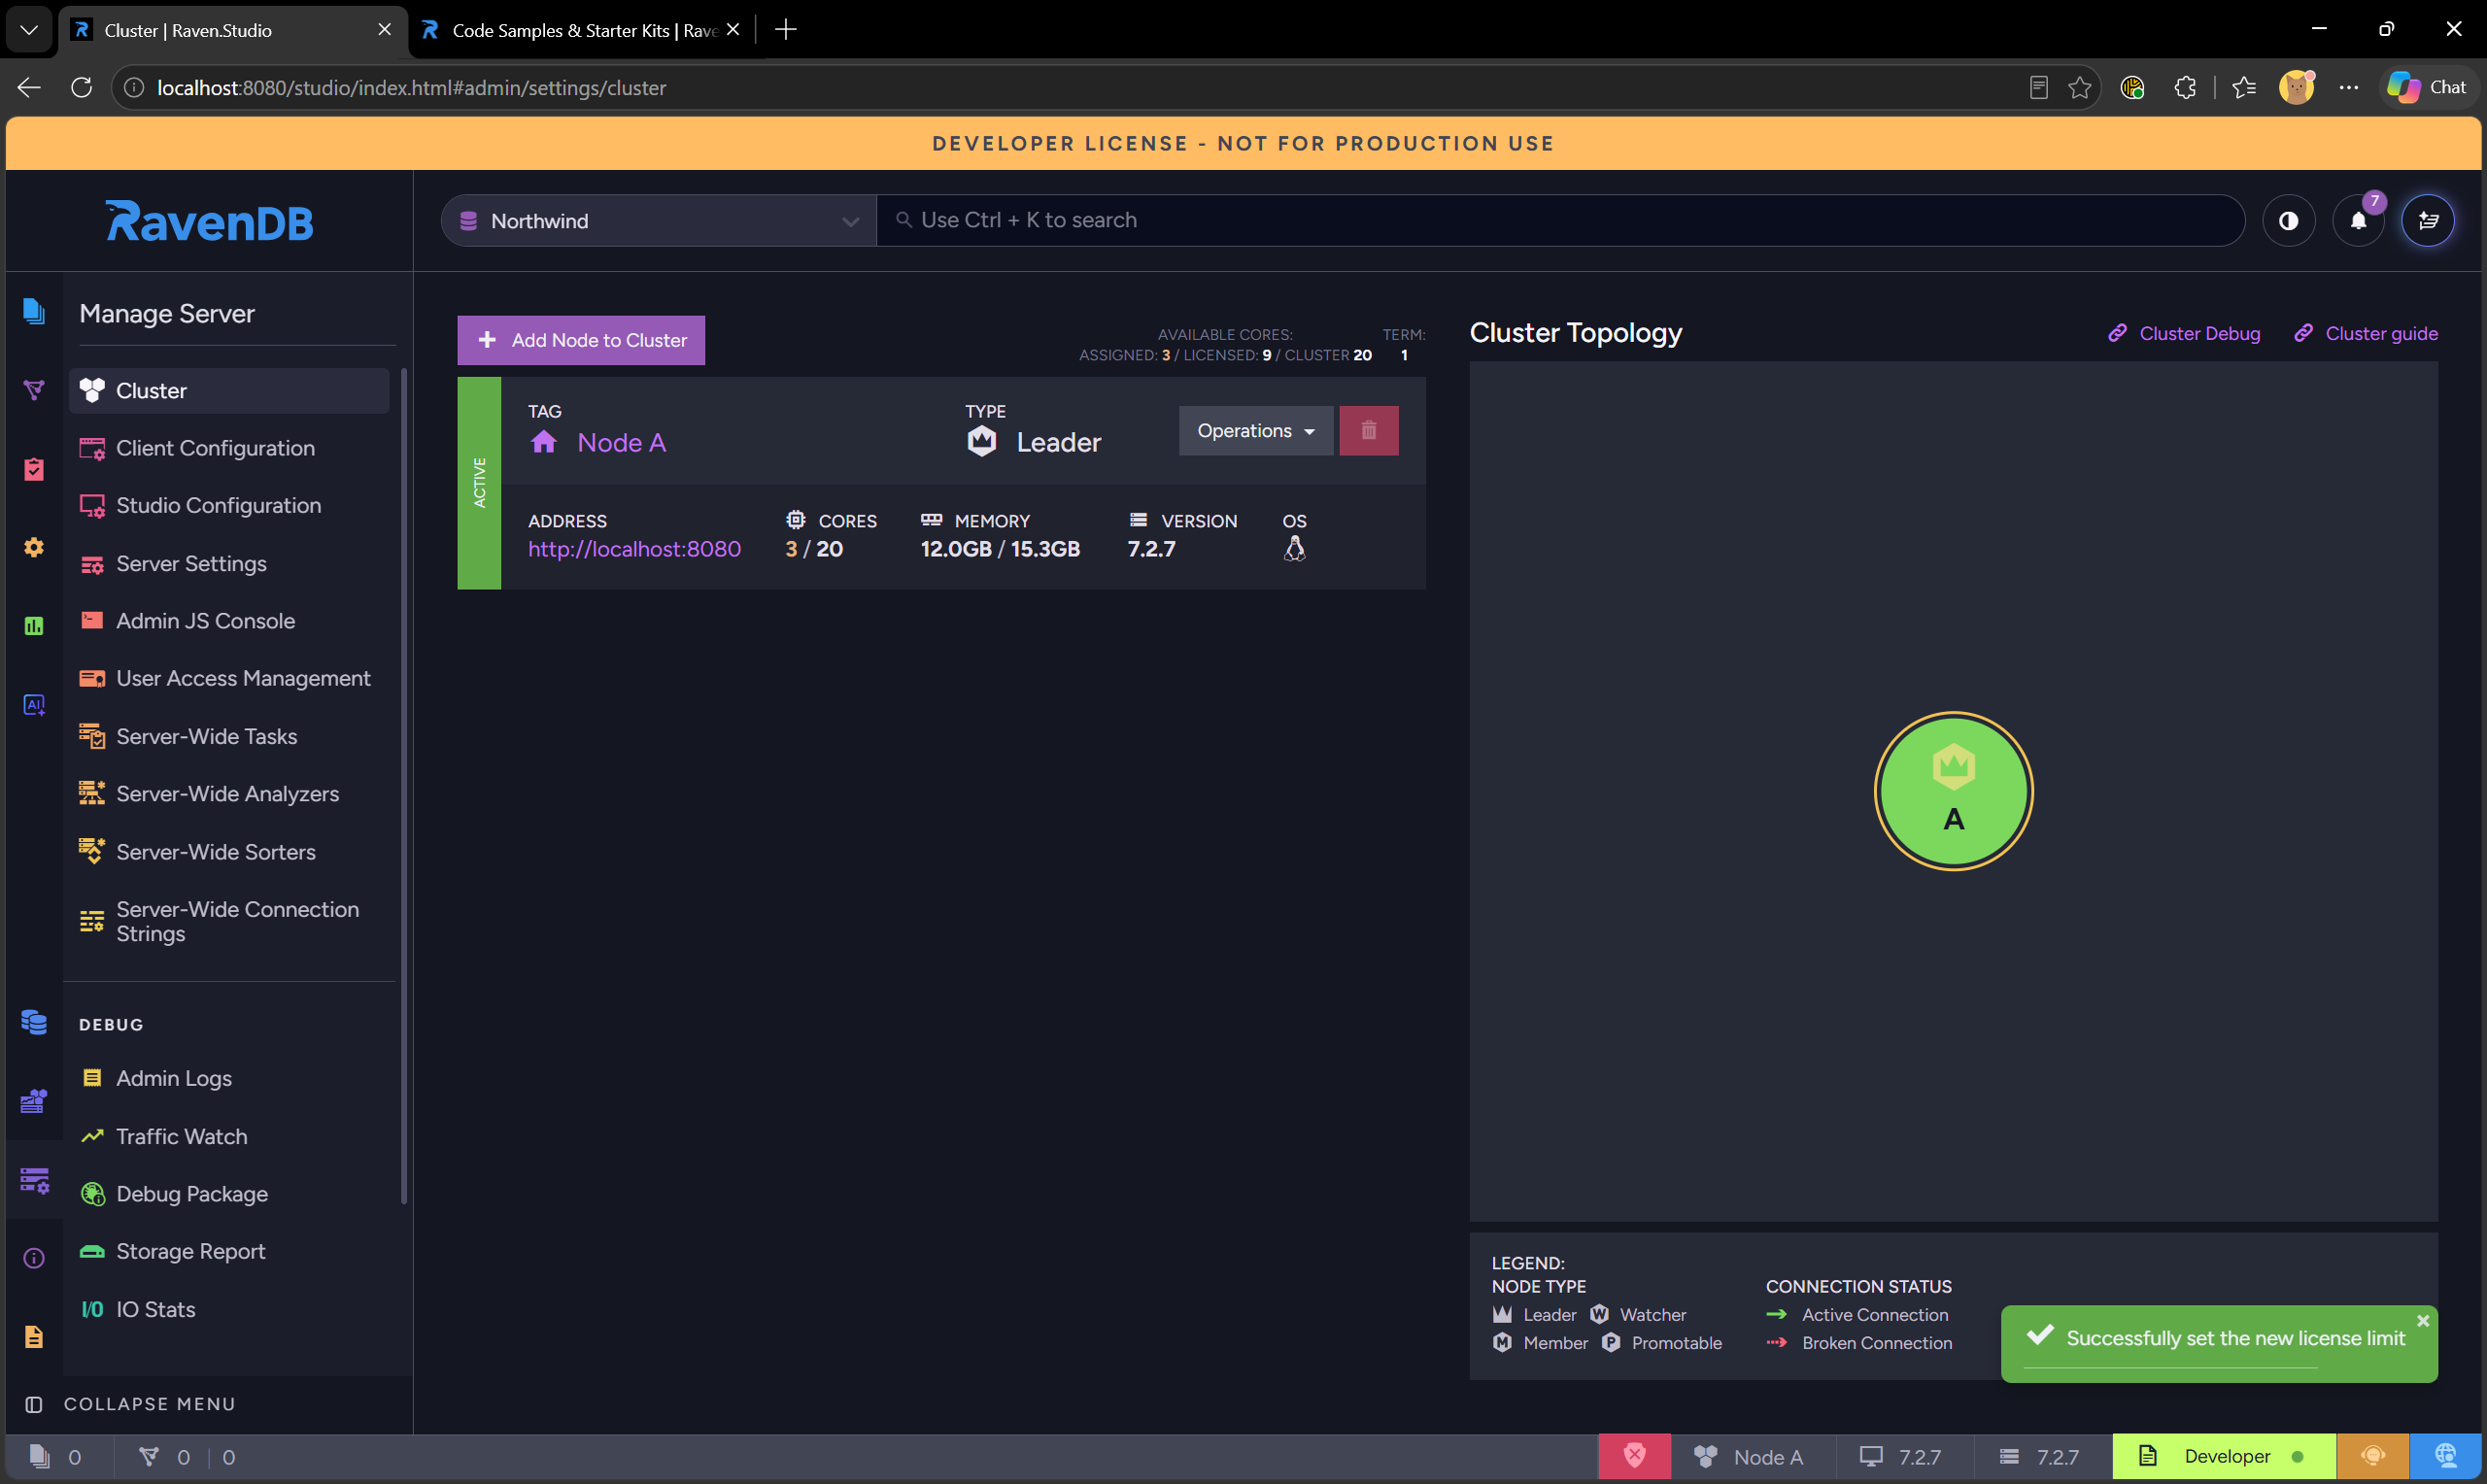 Cluster | Raven.Studio
Code Samples & Starter Kits | Rave
localhost:8080/studio/index.html#admin/settings/cluster
Chat
DEVELOPER LICENSE - NOT FOR PRODUCTION USE
RavenDB
Northwind
Use Ctrl + K to search
7
Manage Server
Cluster
Client Configuration
Studio Configuration
Server Settings
Admin JS Console
User Access Management
Server-Wide Tasks
Server-Wide Analyzers
Server-Wide Sorters
Server-Wide Connection
Strings
DEBUG
Admin Logs
Traffic Watch
Debug Package
Storage Report
I/O IO Stats
AI
COLLAPSE MENU
Add Node to Cluster
AVAILABLE CORES:
ASSIGNED: 3 / LICENSED: 9 / CLUSTER 20
TERM:
1
ACTIVE
TAG
Node A
TYPE
Leader
Operations
ADDRESS
http://localhost:8080
CORES
3 / 20
MEMORY
12.0GB / 15.3GB
VERSION
7.2.7
OS
Cluster Topology
Cluster Debug
Cluster guide
A
LEGEND:
NODE TYPE
Leader W Watcher
M Member P Promotable
CONNECTION STATUS
Active Connection
Broken Connection
Successfully set the new license limit
0
0 | 0
Node A
7.2.7
7.2.7
Developer